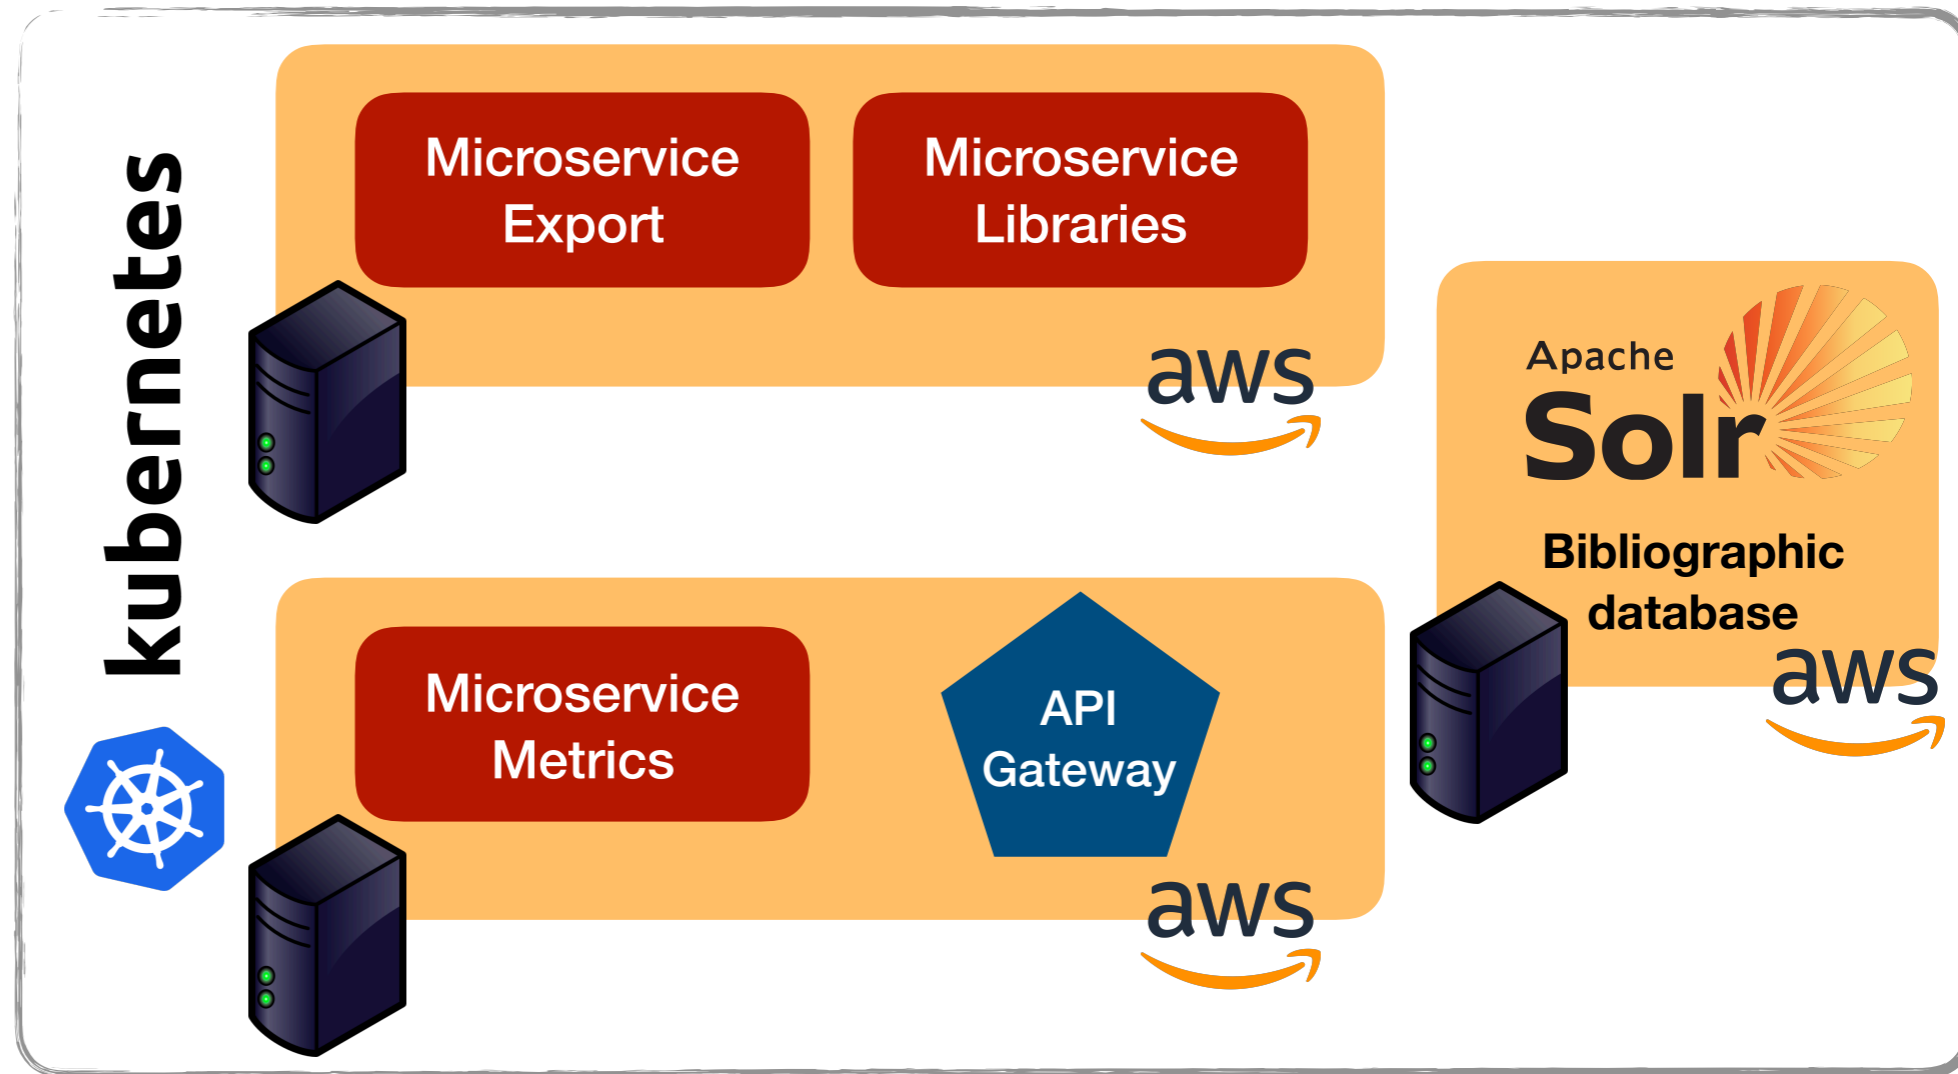 kubernetes
Microservice
Export
Microservice
Libraries
aws
Microservice
Metrics
API
Gateway
aws
Apache
Solr
Bibliographic
database
aws